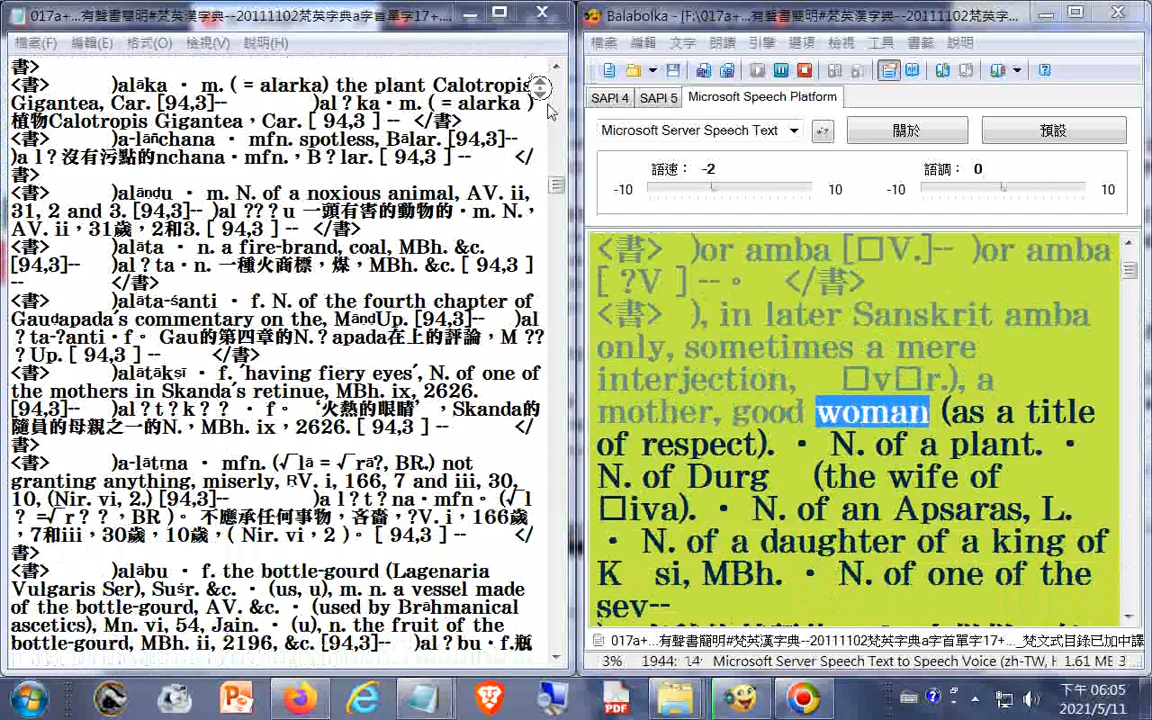 017a+...有聲書簡明#梵英漢字典--20111102梵英字典a字首單字17+...
檔案(F) 編輯(E) 格式(O) 檢視(V) 說明(H)
書>
<書> )alāka‧m. ( = alarka) the plant Calotropis
Gigantea, Car. [94,3]-- )al ? ka‧m. ( = alarka )
植物Calotropis Gigantea，Car. [ 94,3 ] -- </書>
<書> )a-lāñchana‧mfn. spotless, Bālar. [94,3]--
)a l ? 沒有污點的nchana‧mfn.，B ? lar. [ 94,3 ] -- </
書>
<書> )alāṇḍu‧m. N. of a noxious animal, AV. ii,
31, 2 and 3. [94,3]-- )al ??? u 一頭有害的動物的‧m. N.，
AV. ii，31歲，2和3. [ 94,3 ] -- </書>
<書> )alāta‧n. a fire-brand, coal, MBh. &c.
[94,3]-- )al ? ta‧n. 一種火商標，煤，MBh. &c. [ 94,3 ]
-- </書>
<書> )alāta-śanti‧f. N. of the fourth chapter of
Gauḍapada's commentary on the, MāṇḍUp. [94,3]-- )al
? ta-?anti‧f。 Gau的第四章的N. ? apada在上的評論，M ??
? Up. [ 94,3 ] -- </書>
<書> )alātākṣī‧f. 'having fiery eyes', N. of one of
the mothers in Skanda's retinue, MBh. ix, 2626.
[94,3]-- )al ? t ? k ? ?‧f。 '火熱的眼睛'，Skanda的
隨員的母親之一的N.，MBh. ix，2626. [ 94,3 ] -- </
書>
<書> )a-lātṛṇa‧mfn. (√lā = √rā?, BR.) not
granting anything, miserly, ṚV. i, 166, 7 and iii, 30,
10, (Nir. vi, 2.) [94,3]-- )a l ? t ? na‧mfn。 (√l
? =√r ? ?，BR )。 不應承任何事物，吝嗇，?V. i，166歲
，7和iii，30歲，10歲，( Nir. vi，2 )。 [ 94,3 ] -- </
書>
<書> )alābu‧f. the bottle-gourd (Lagenaria
Vulgaris Ser), Suśr. &c.‧(us, u), m. n. a vessel made
of the bottle-gourd, AV. &c.‧(used by Brāhmanical
ascetics), Mn. vi, 54, Jain.‧(u), n. the fruit of the
bottle-gourd, MBh. ii, 2196, &c. [94,3]-- )al ? bu‧f.瓶
Balabolka - [F:\017a+...有聲書簡明#梵英漢字典--20111102梵英字...
檔案 編輯 文字 朗讀 引擎 選項 檢視 工具 書籤 說明
SAPI 4 SAPI 5 Microsoft Speech Platform
Microsoft Server Speech Text 關於 預設
語速： -2 語調： 0
-10 10 -10 10
<書> )or amba [□V.]-- )or amba
[ ?V ] --。 </書>
<書> ), in later Sanskrit amba
only, sometimes a mere
interjection, □v□r.), a
mother, good woman (as a title
of respect).‧N. of a plant.‧
N. of Durg (the wife of
□iva).‧N. of an Apsaras, L.
‧N. of a daughter of a king of
K si, MBh.‧N. of one of the
sev--
017a+...有聲書簡明#梵英漢字典--20111102梵英字典a字首單字17+..._梵文式目錄已加中譯
3% 1944: 14 Microsoft Server Speech Text to Speech Voice (zh-TW, H 1.61 MB 3
PDF
下午 06:05
2021/5/11